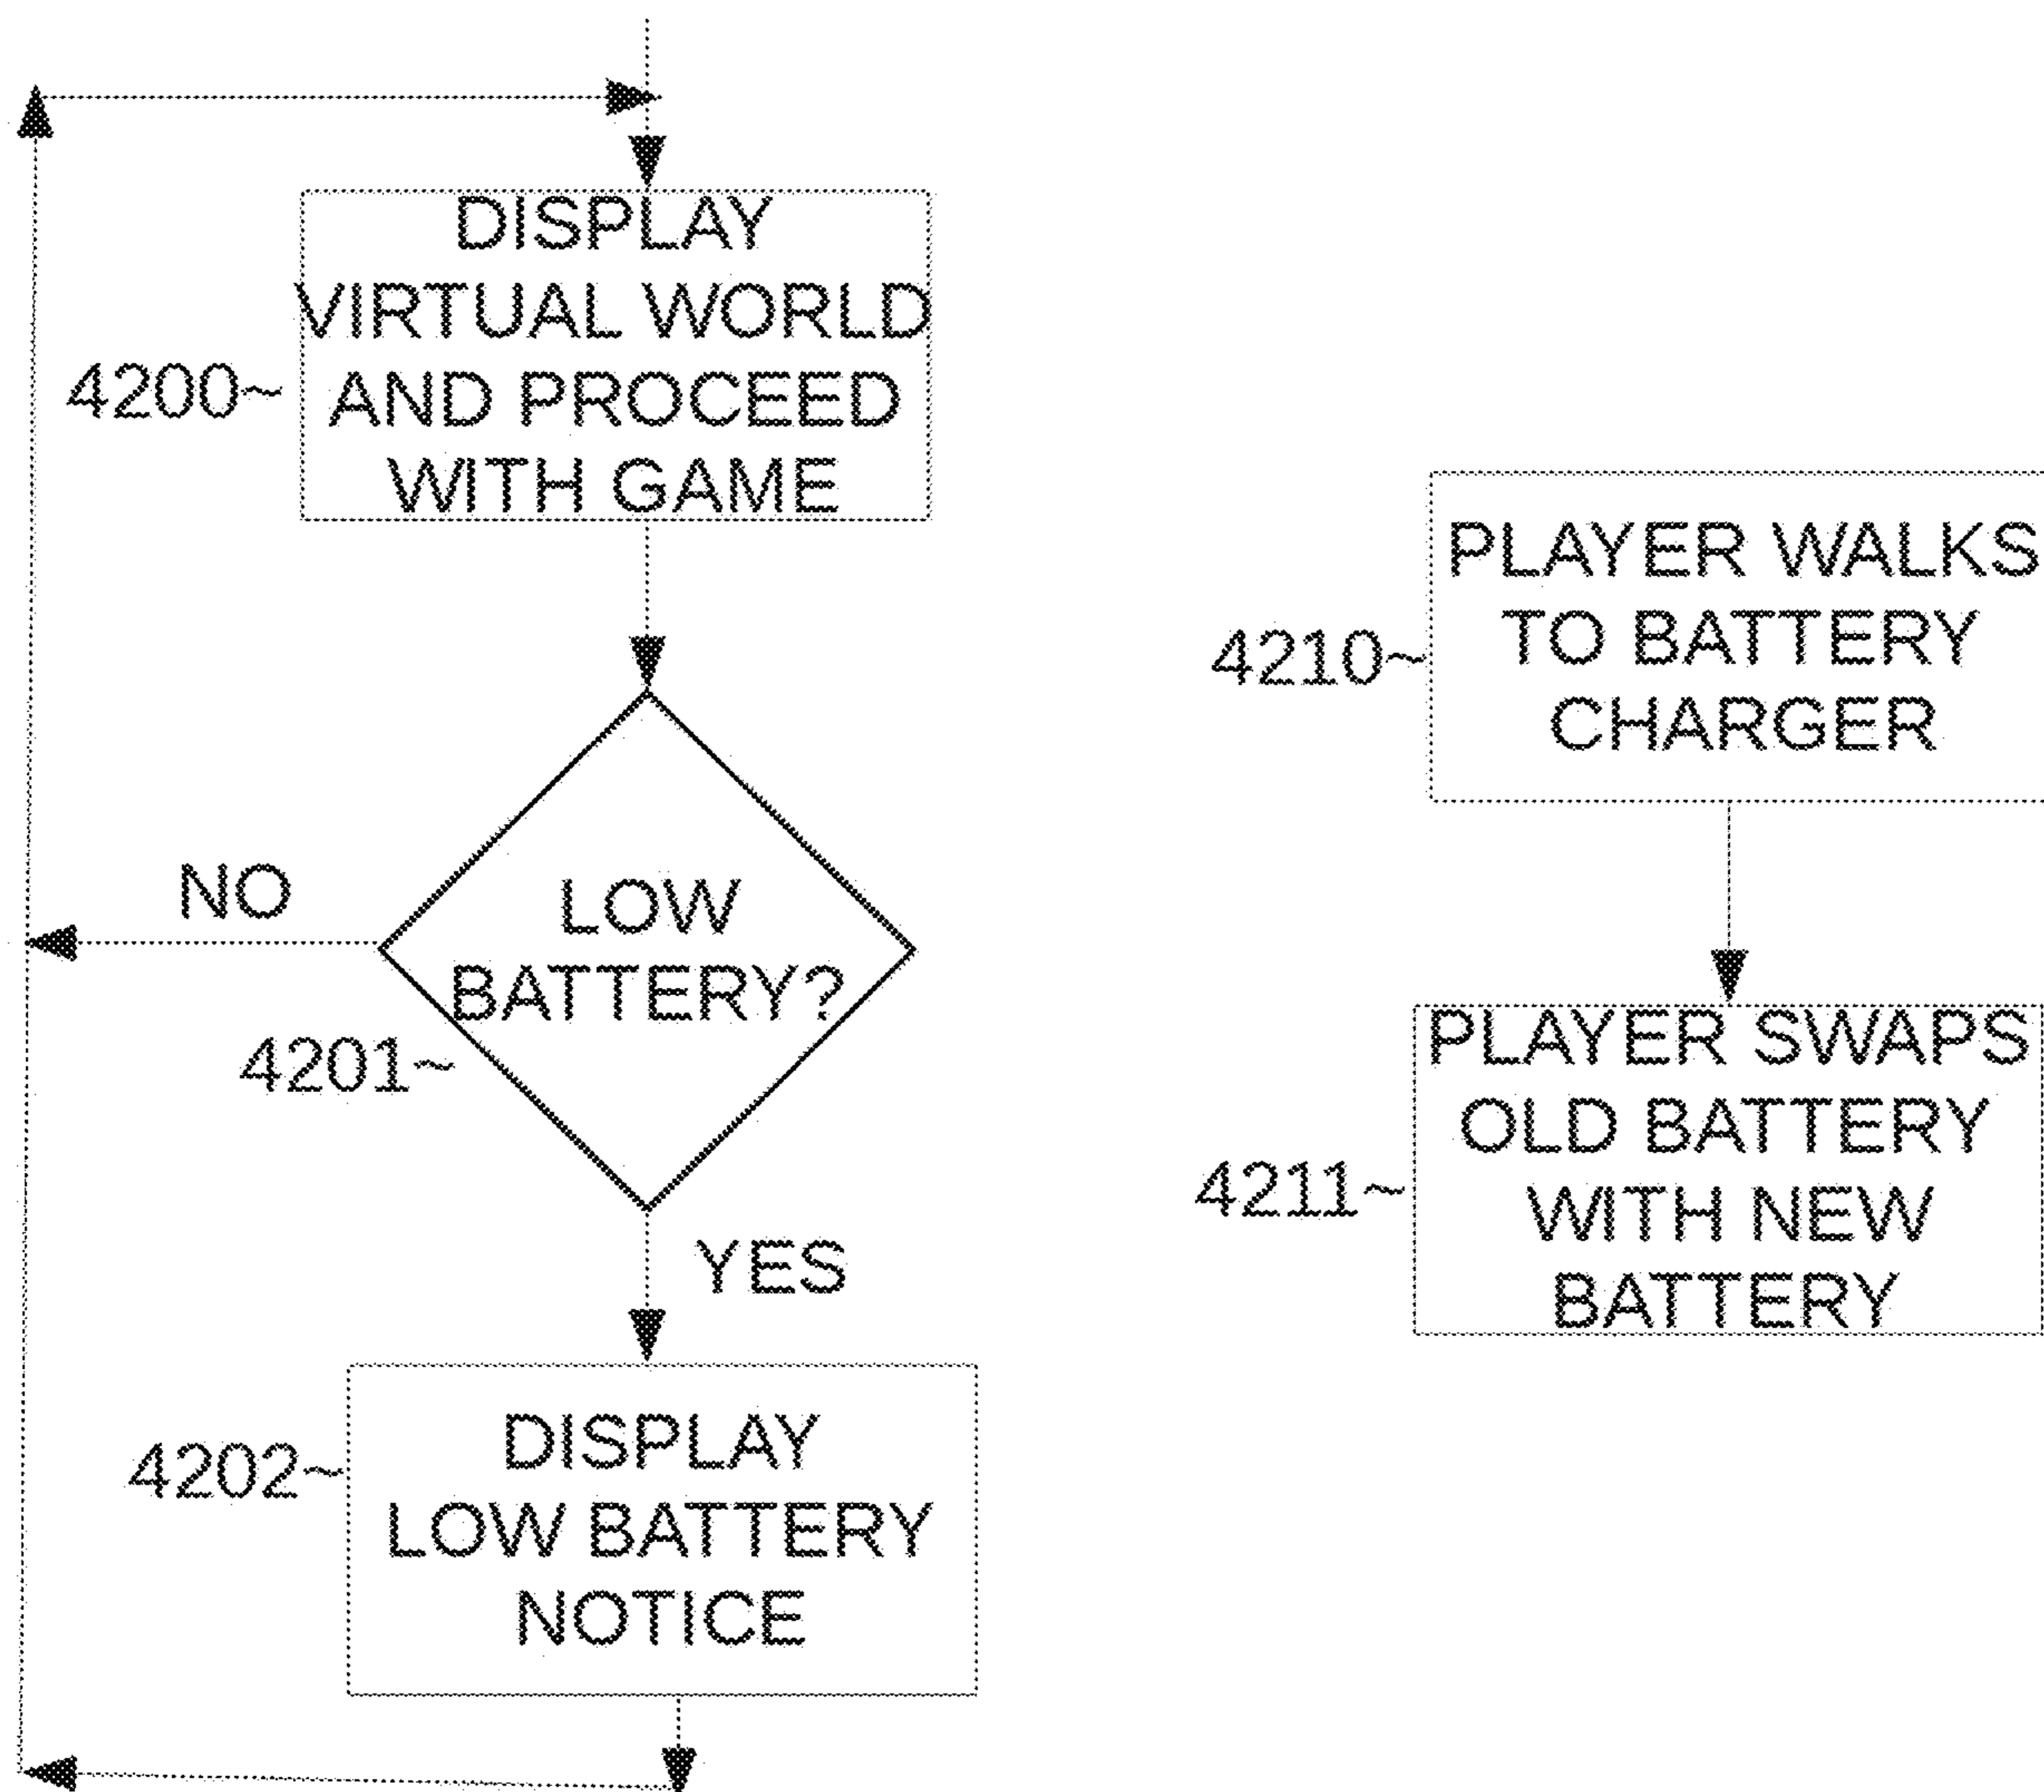 DISPLAY
VIRTUAL WORLD
AND PROCEED
WITH GAME
4200~
LOW
BATTERY?
NO
4201~
YES
DISPLAY
LOW BATTERY
NOTICE
4202~
PLAYER WALKS
TO BATTERY
CHARGER
4210~
PLAYER SWAPS
OLD BATTERY
WITH NEW
BATTERY
4211~